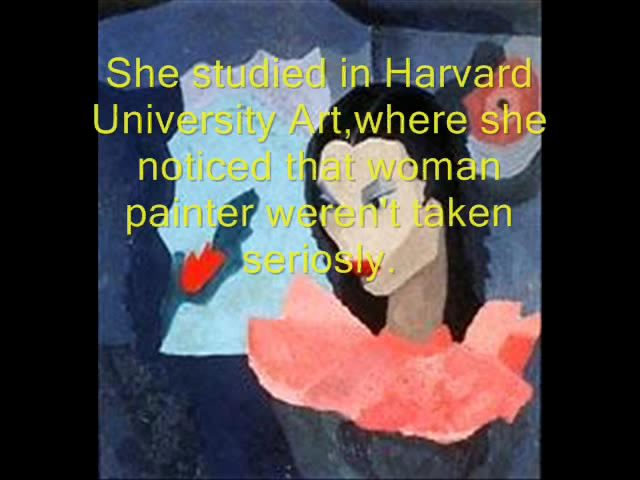 She studied in Harvard
University Art,where she
noticed that woman
painter weren't taken
seriosly.